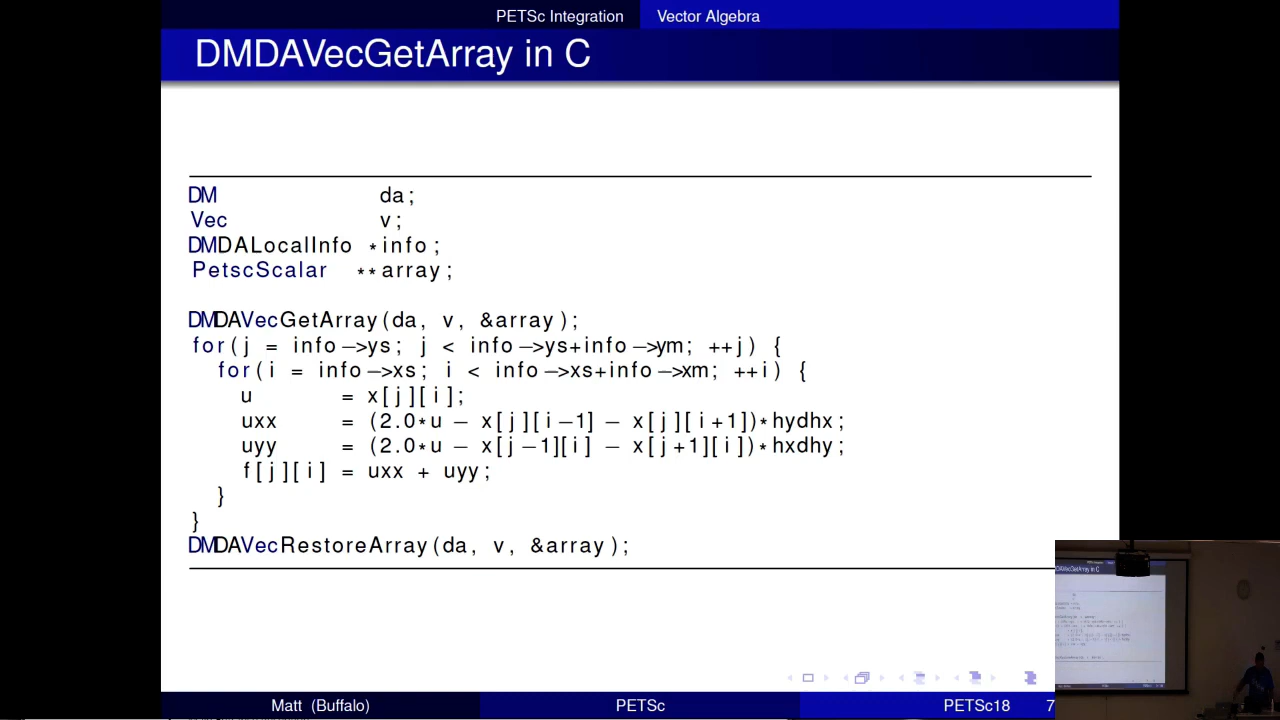 PETSc Integration Vector Algebra
DMDAVecGetArray in C
DM da;
Vec v;
DMDALocalInfo *info;
PetscScalar **array;
DMDAVecGetArray(da, v, &array);
for(j = info->ys; j < info->ys+info->ym; ++j) {
for(i = info->xs; i < info->xs+info->xm; ++i) {
u = x[j][i];
uxx = (2.0*u - x[j][i-1] - x[j][i+1])*hydhx;
uyy = (2.0*u - x[j-1][i] - x[j+1][i])*hxdhy;
f[j][i] = uxx + uyy;
}
}
DMDAVecRestoreArray(da, v, &array);
Matt (Buffalo) PETSc PETSc18 7